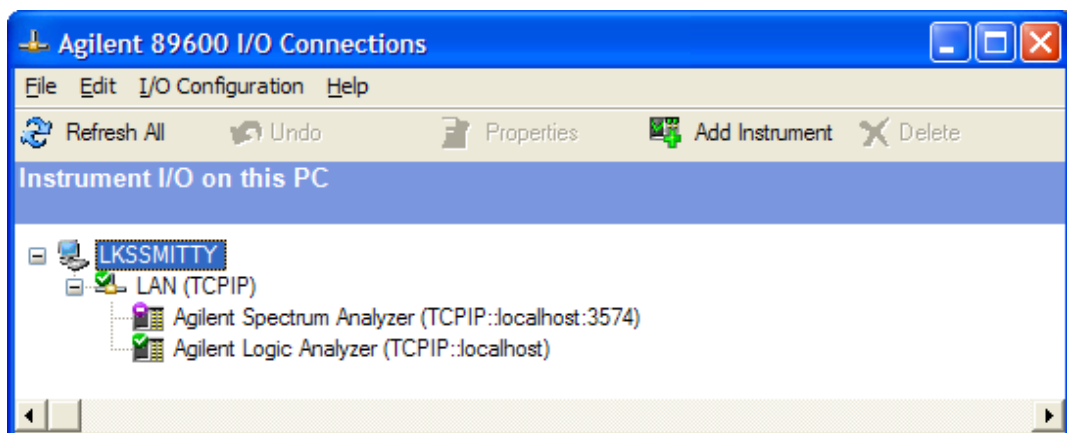 Agilent 89600 I/O Connections
File Edit I/O Configuration Help
Refresh All Undo Properties Add Instrument Delete
Instrument I/O on this PC
LKSSMITTY
LAN (TCPIP)
Agilent Spectrum Analyzer (TCPIP::localhost:3574)
Agilent Logic Analyzer (TCPIP::localhost)